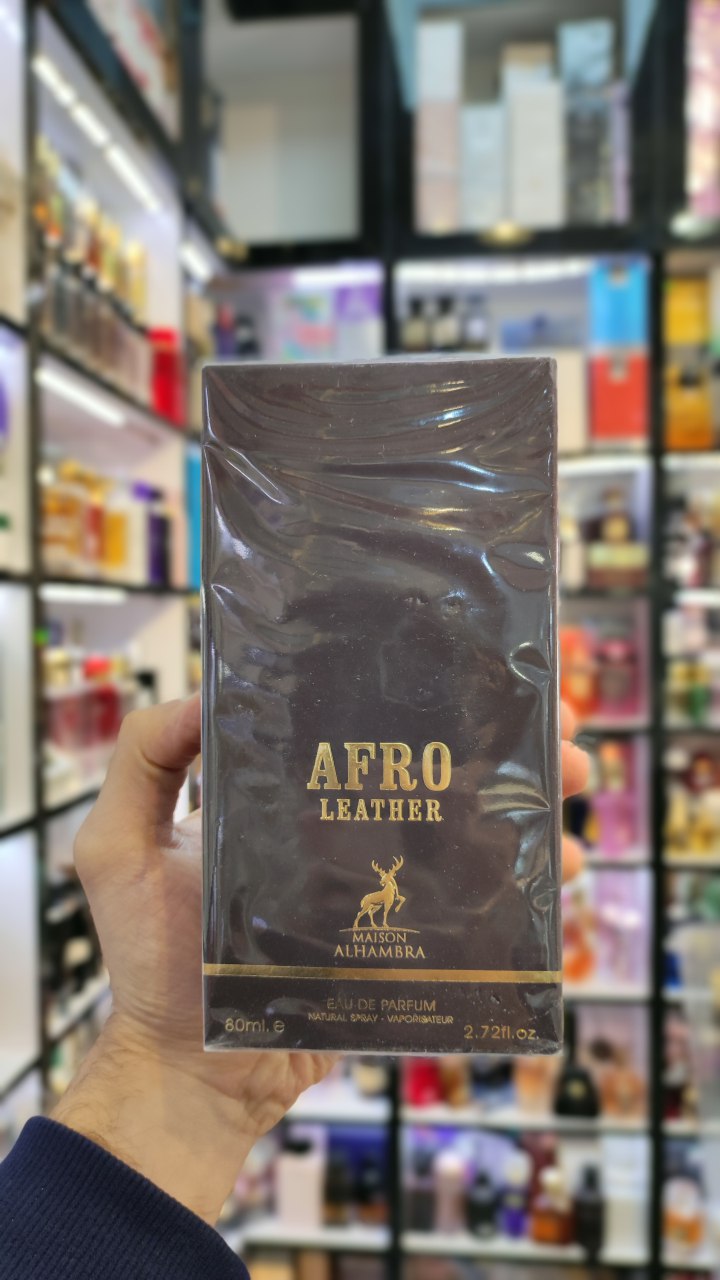 AFRO
LEATHER
MAISON
ALHAMBRA
EAU DE PARFUM
NATURAL SPRAY - VAPORISATEUR
80ml. e
2.72fl.oz.